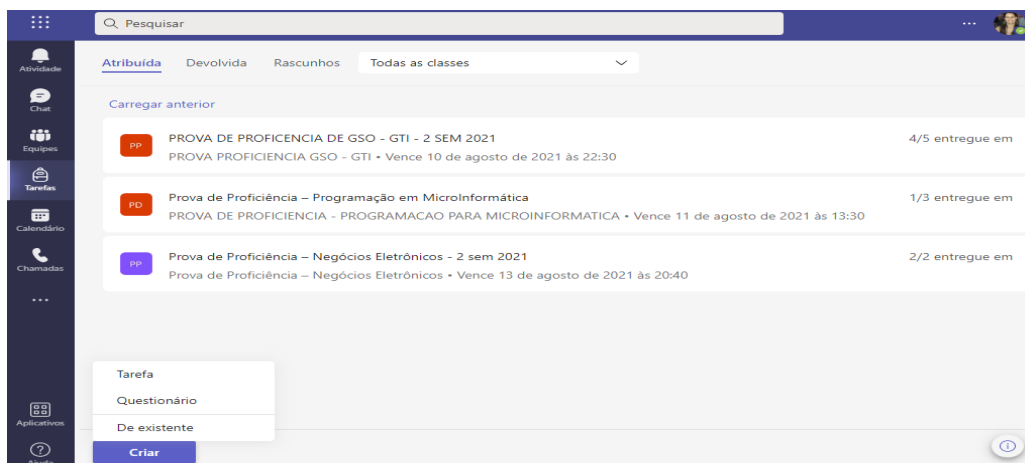 Pesquisar
Atividade
Chat
Equipes
Tarefas
Calendário
Chamadas
Aplicativos
Ajuda
Atribuída Devolvida Rascunhos Todas as classes
Carregar anterior
PP PROVA DE PROFICENCIA DE GSO - GTI - 2 SEM 2021 4/5 entregue em
PROVA PROFICIENCIA GSO - GTI • Vence 10 de agosto de 2021 às 22:30
PD Prova de Proficiência – Programação em MicroInformática 1/3 entregue em
PROVA DE PROFICIENCIA - PROGRAMACAO PARA MICROINFORMATICA • Vence 11 de agosto de 2021 às 13:30
PP Prova de Proficiência – Negócios Eletrônicos - 2 sem 2021 2/2 entregue em
Prova de Proficiência – Negócios Eletrônicos • Vence 13 de agosto de 2021 às 20:40
Tarefa
Questionário
De existente
Criar